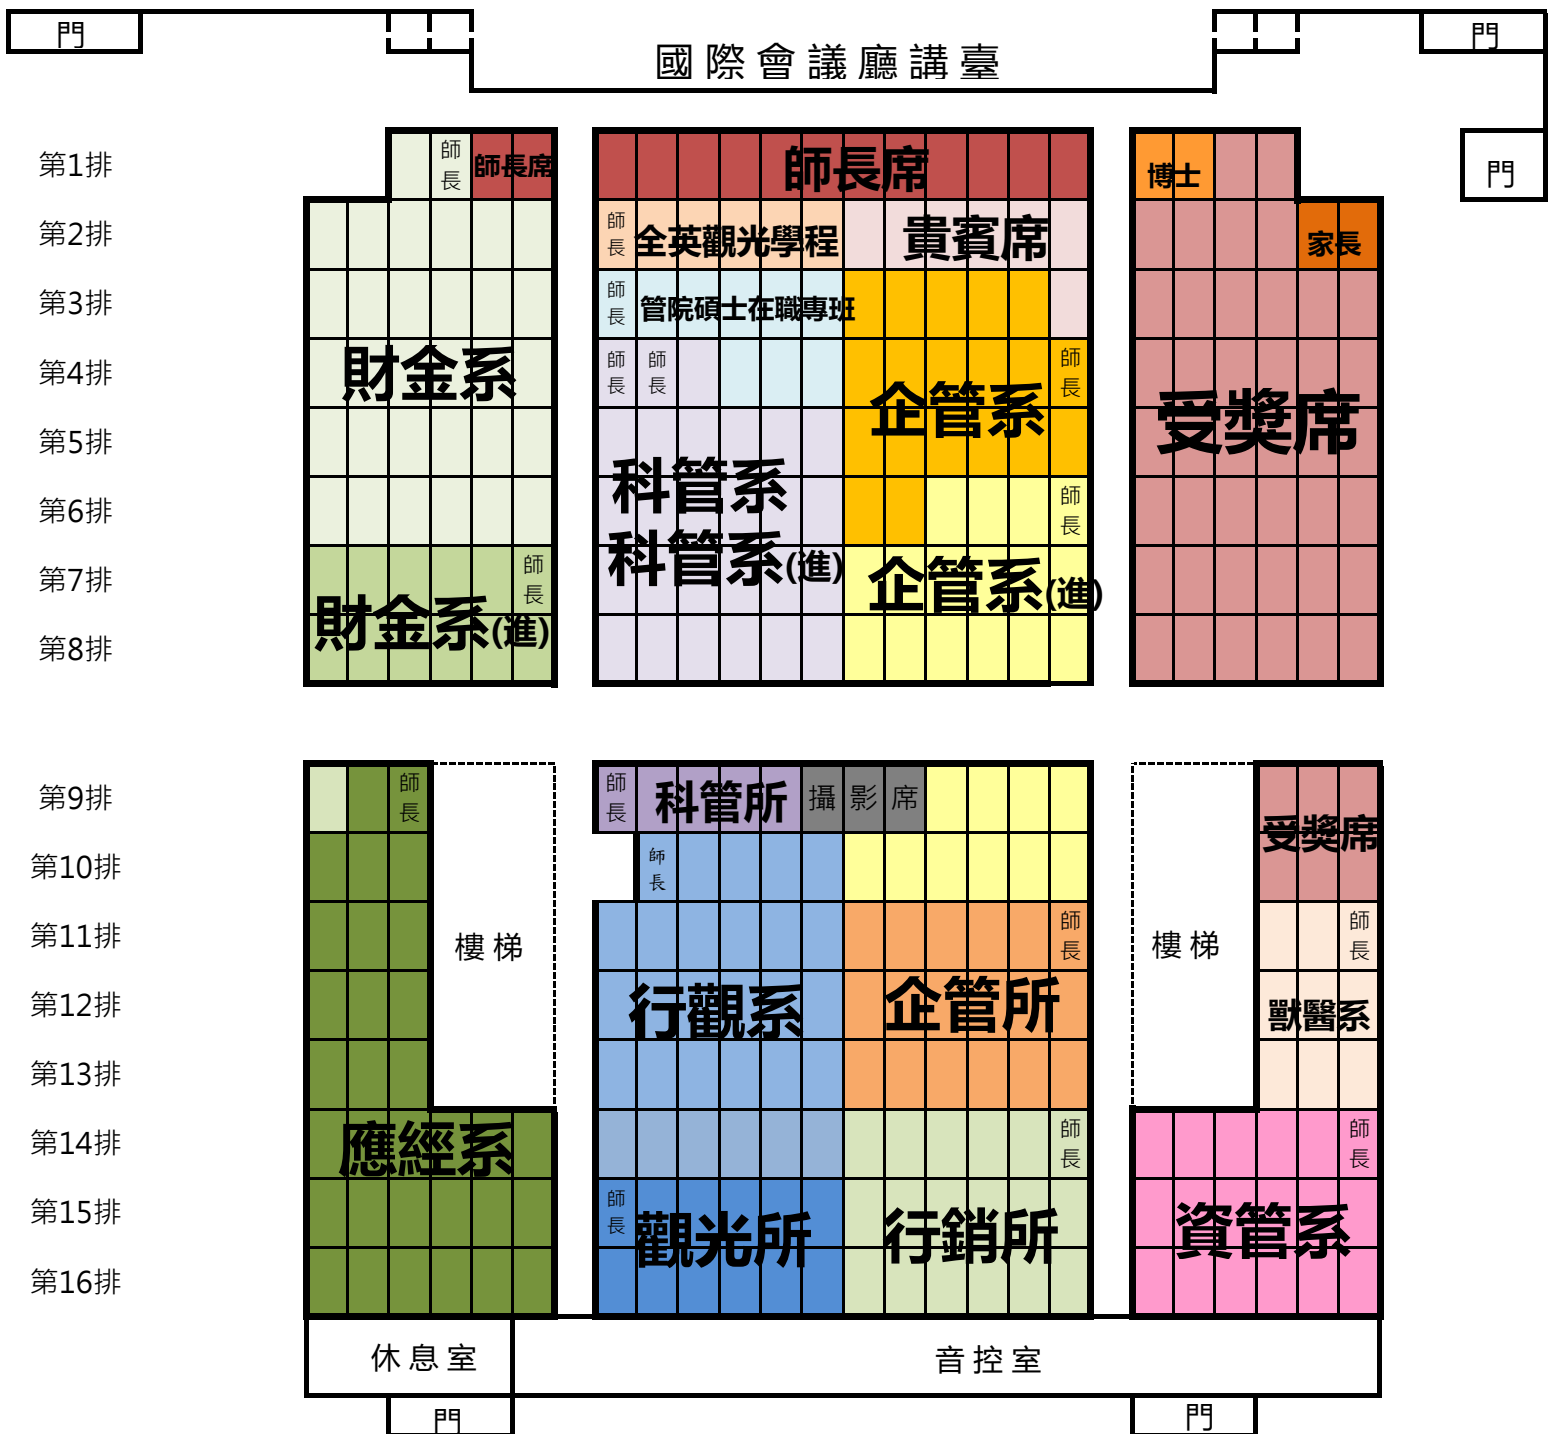 門
國際會議廳講臺
門
第1排
師長
師長席
師長席
博士
門
第2排
師長
全英觀光學程
貴賓席
家長
第3排
師長
管院碩士在職專班
第4排
財金系
師長
師長
師長
企管系
受獎席
第5排
科管系
第6排
師長
第7排
師長
科管系(進)
企管系(進)
財金系(進)
第8排
第9排
師長
師長
科管所
攝影席
受獎席
第10排
師長
第11排
樓梯
師長
樓梯
師長
第12排
行觀系
企管所
獸醫系
第13排
第14排
應經系
師長
師長
第15排
師長
觀光所
行銷所
資管系
第16排
休息室
音控室
門
門